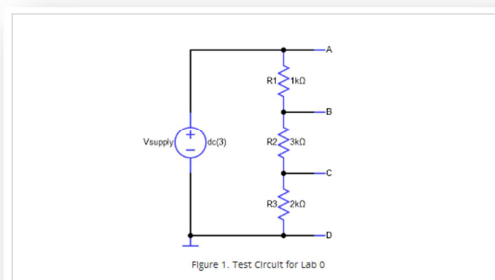 A
R1 1kΩ
B
Vsupply dc(3) R2 3kΩ
C
R3 2kΩ
D
Figure 1. Test Circuit for Lab 0